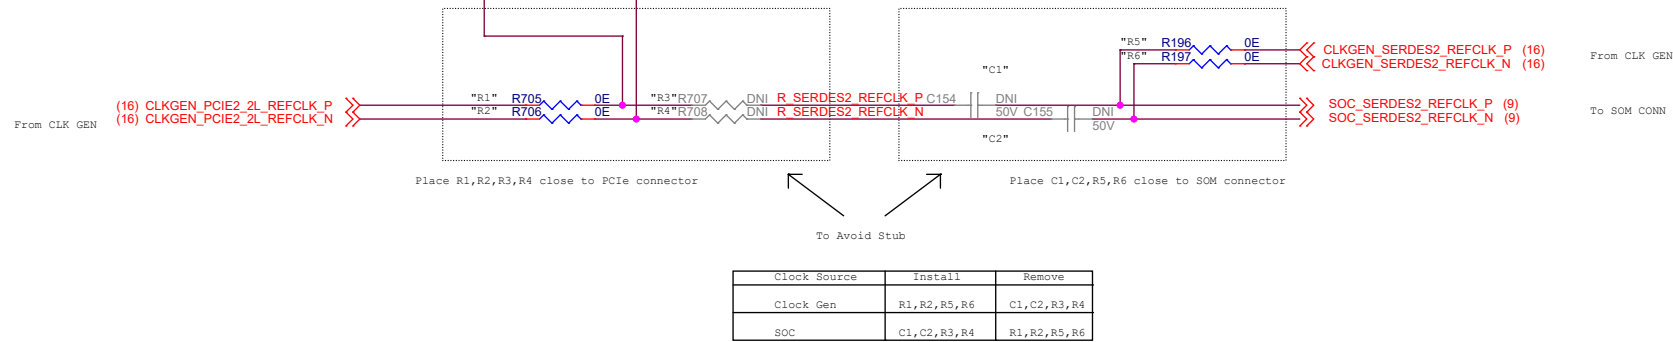 "R5" R196 0E CLKGEN_SERDES2_REFCLK_P (16)
"R6" R197 0E CLKGEN_SERDES2_REFCLK_N (16)
From CLK GEN
"C1"
(16) CLKGEN_PCIE2_2L_REFCLK_P "R1" R705 0E "R3" R707 DNI R_SERDES2_REFCLK_P C154 DNI SOC_SERDES2_REFCLK_P (9)
(16) CLKGEN_PCIE2_2L_REFCLK_N "R2" R706 0E "R4" R708 DNI R_SERDES2_REFCLK_N 50V C155 DNI SOC_SERDES2_REFCLK_N (9)
50V
From CLK GEN
To SOM CONN
"C2"
Place R1,R2,R3,R4 close to PCIe connector
Place C1,C2,R5,R6 close to SOM connector
To Avoid Stub
Clock Source Install Remove
Clock Gen R1,R2,R5,R6 C1,C2,R3,R4
SOC C1,C2,R3,R4 R1,R2,R5,R6